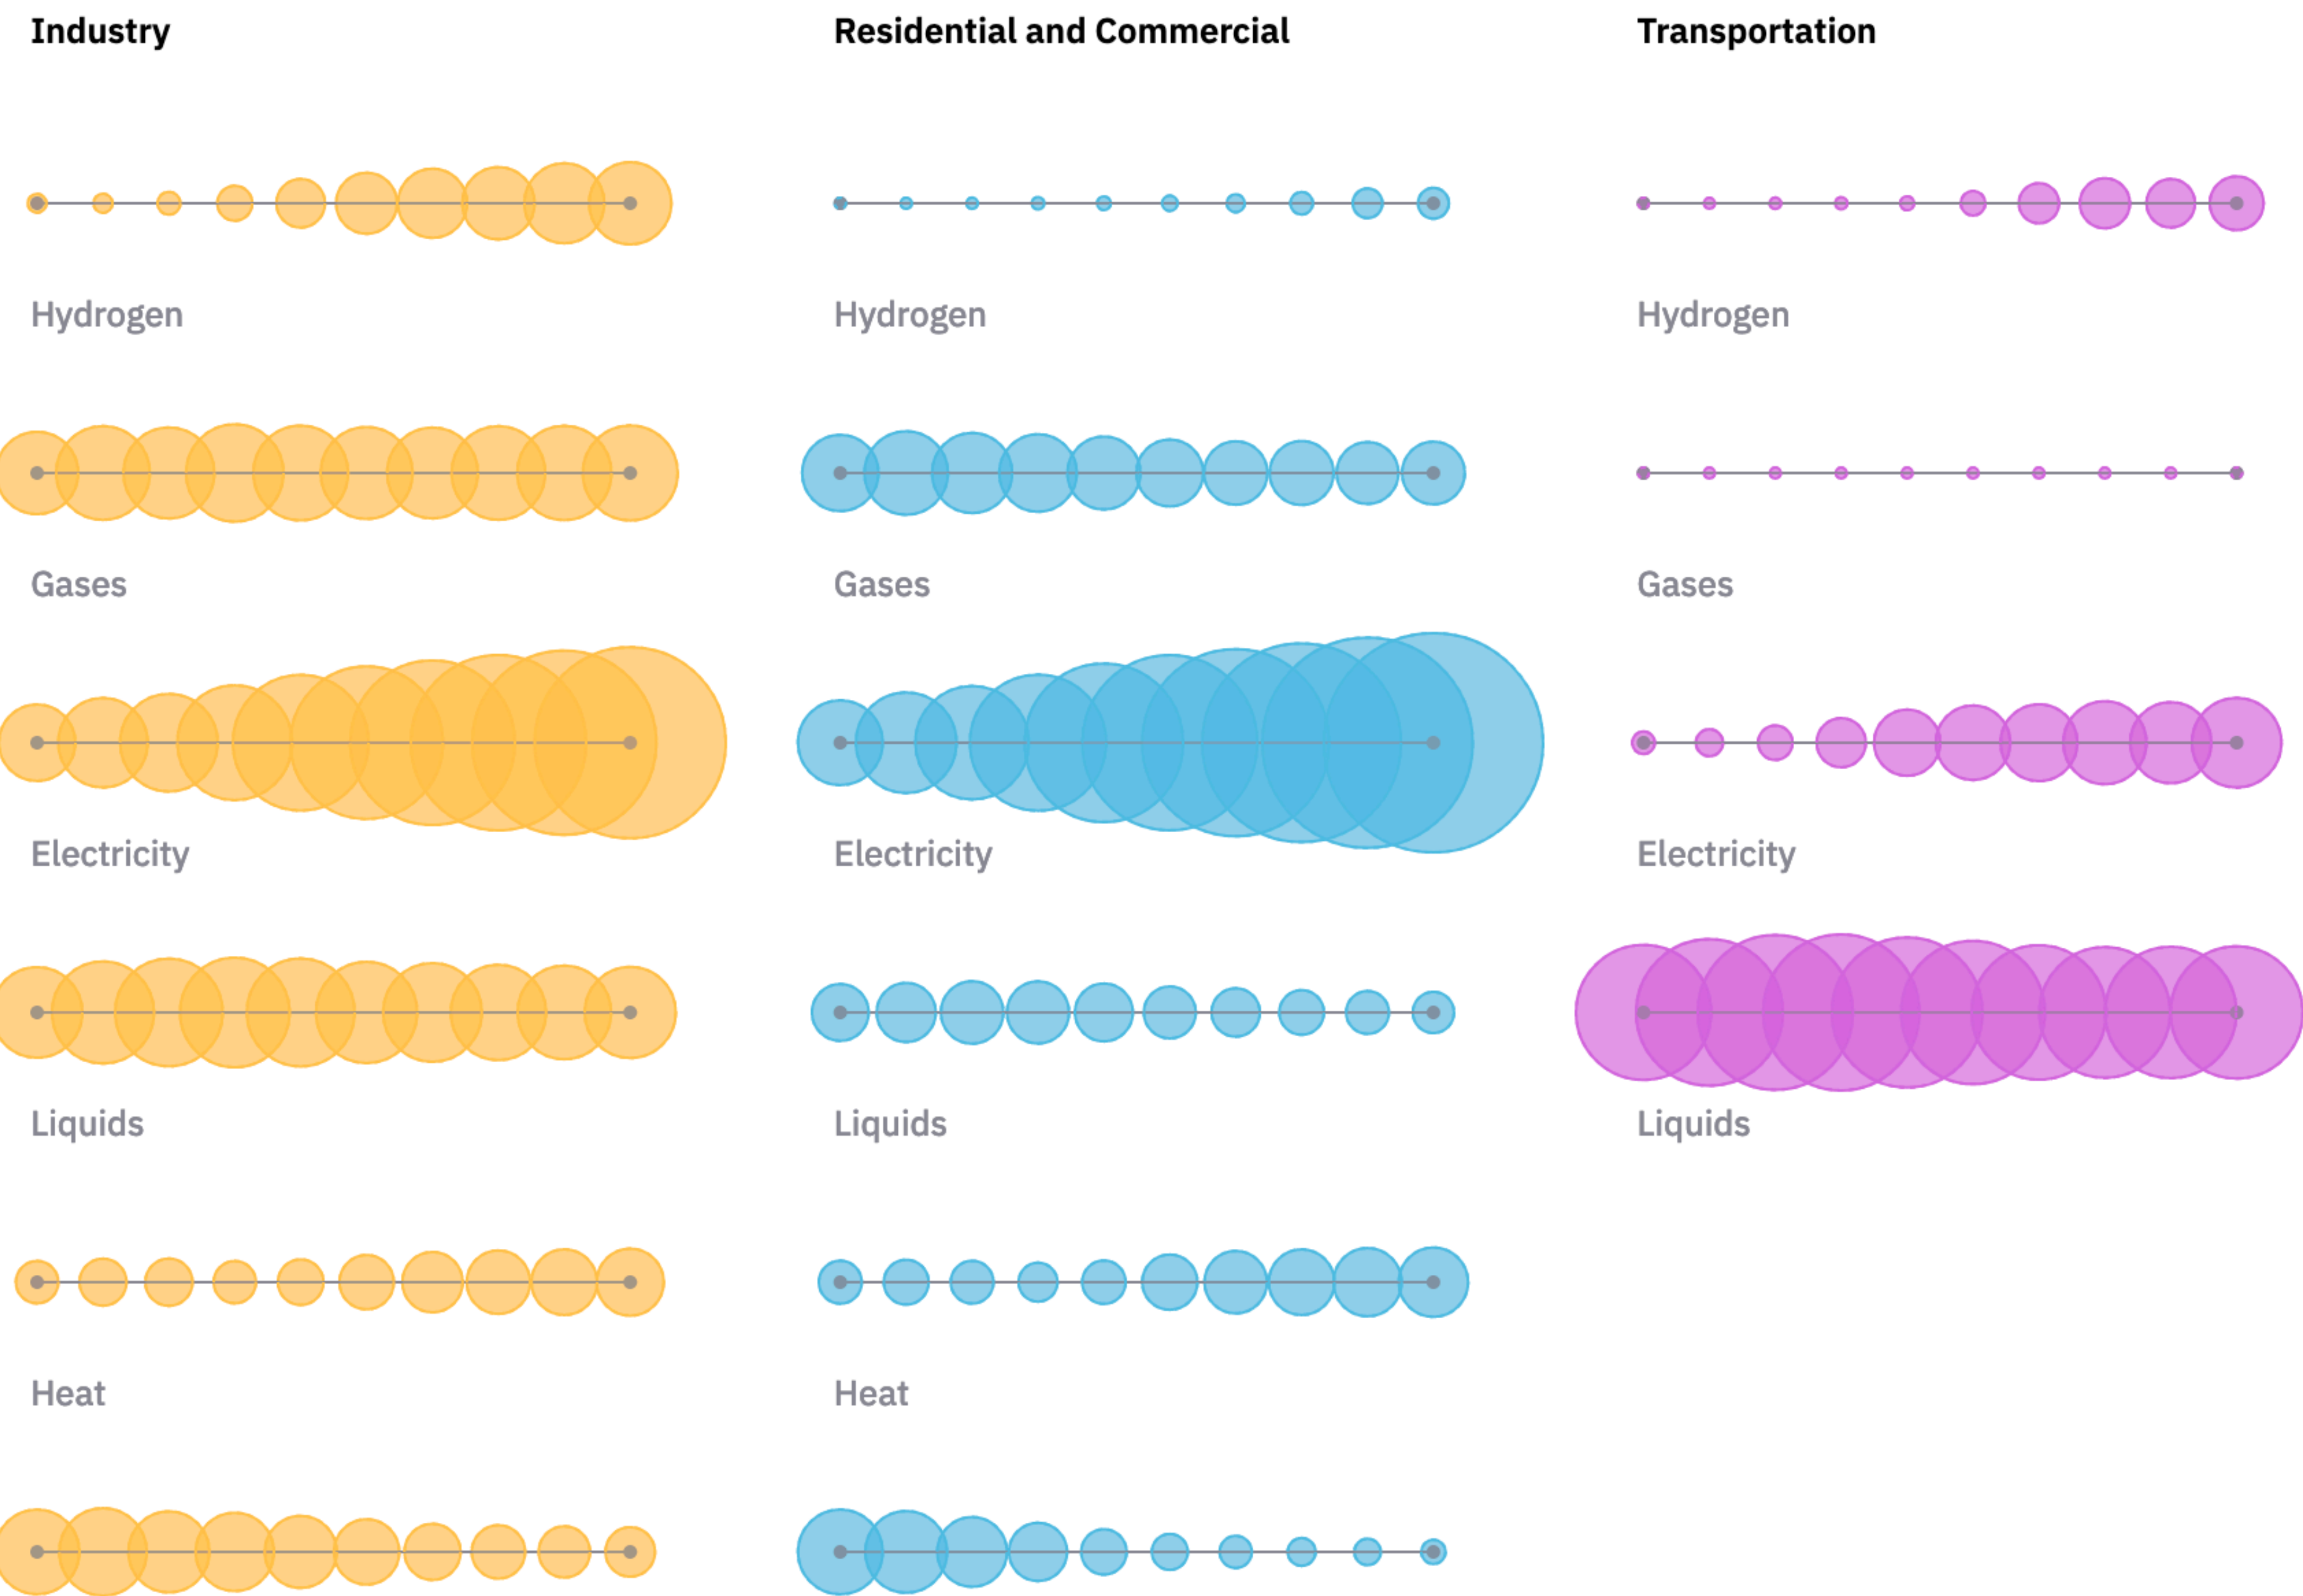 Industry
Residential and Commercial
Transportation
Hydrogen
Hydrogen
Hydrogen
Gases
Gases
Gases
Electricity
Electricity
Electricity
Liquids
Liquids
Liquids
Heat
Heat